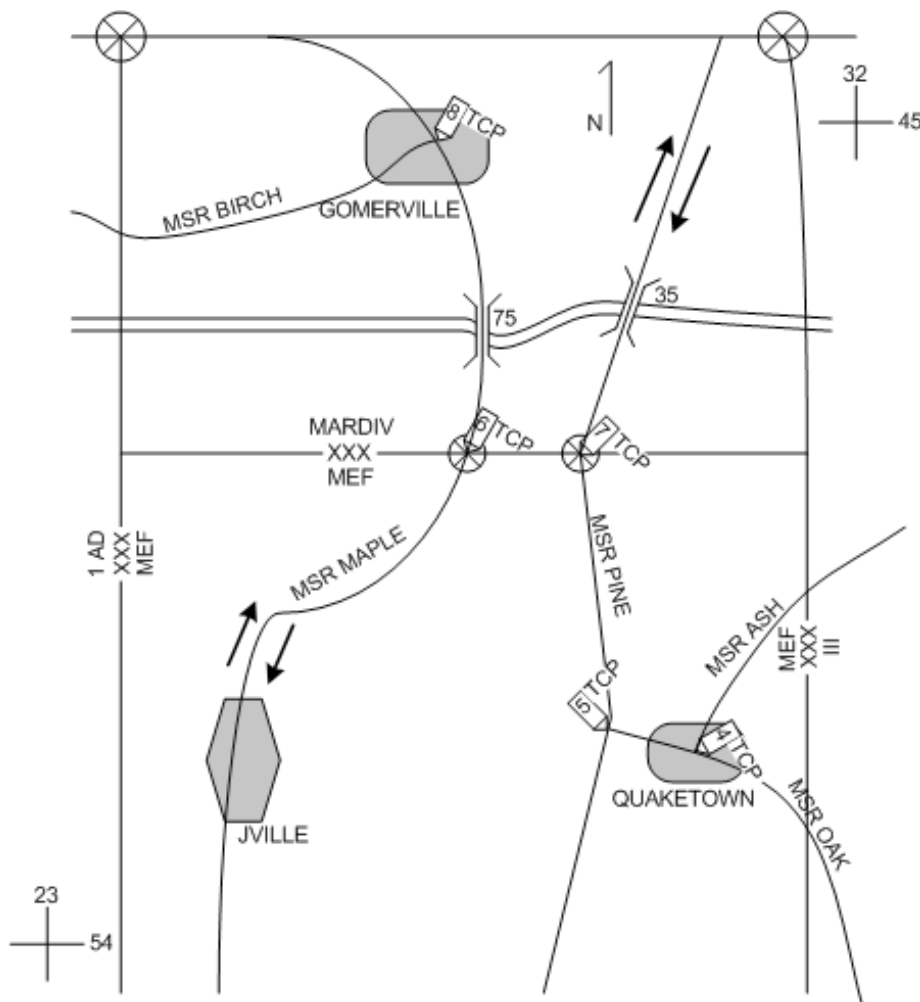 32
45
N
8 TCP
MSR BIRCH
GOMERVILLE
75
35
MARDIV
XXX
MEF
6 TCP
7 TCP
1 AD
XXX
MEF
MSR MAPLE
MSR PINE
MSR ASH
MEF
XXX
III
5 TCP
4 TCP
QUAKETOWN
MSR OAK
JVILLE
23
54